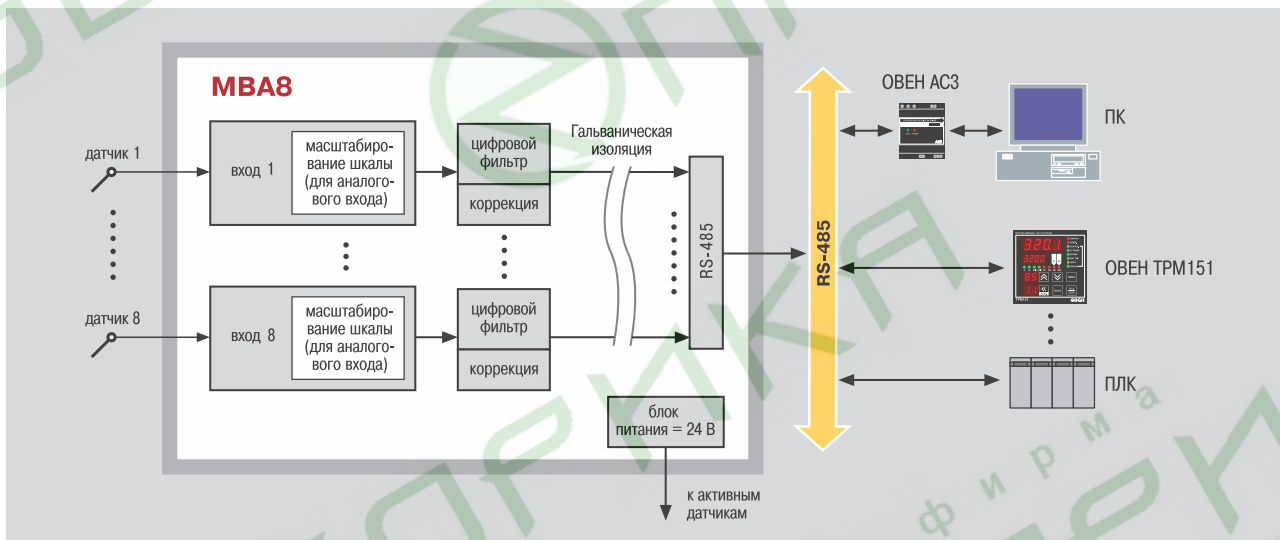 МВА8
датчик 1
вход 1
масштабиро-
вание шкалы
(для аналого-
вого входа)
цифровой
фильтр
коррекция
Гальваническая
изоляция
RS-485
RS-485
ОВЕН АС3
ПК
ОВЕН ТРМ151
датчик 8
вход 8
масштабиро-
вание шкалы
(для аналого-
вого входа)
цифровой
фильтр
коррекция
ПЛК
блок
питания = 24 В
к активным
датчикам
фирма